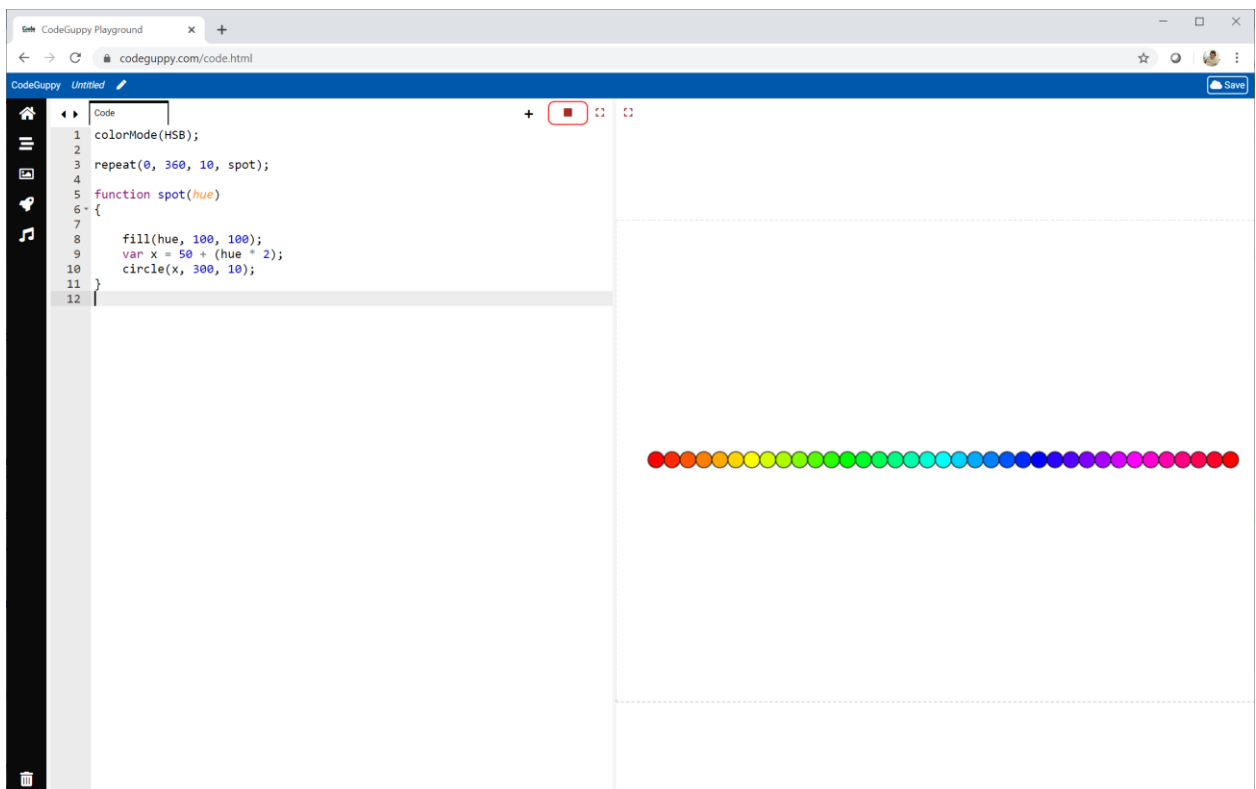 Code CodeGuppy Playground
codeguppy.com/code.html
CodeGuppy Untitled
Save
Code
1 colorMode(HSB);
2
3 repeat(0, 360, 10, spot);
4
5 function spot(hue)
6 {
7
8 fill(hue, 100, 100);
9 var x = 50 + (hue * 2);
10 circle(x, 300, 10);
11 }
12